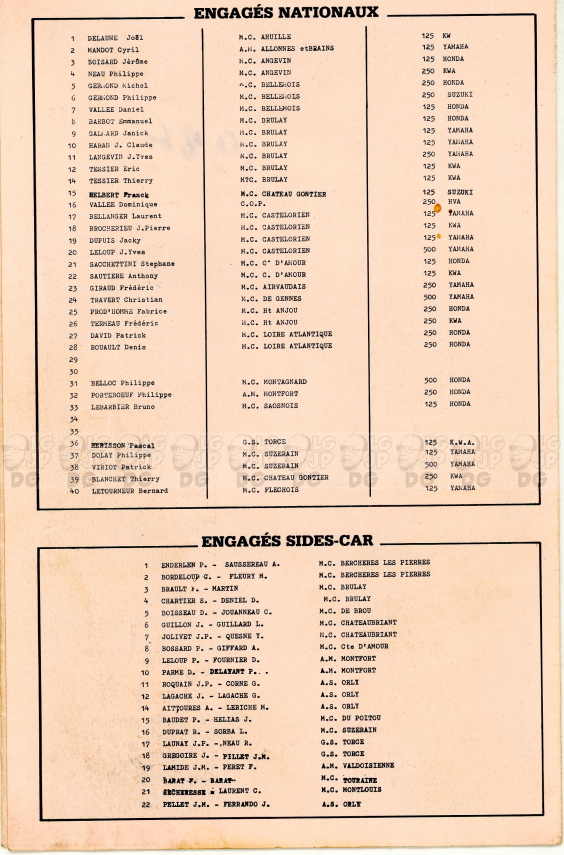 ENGAGÉS NATIONAUX
1 DELAUNE Joël M.C. AHUILLE 125 KW
2 MANDOT Cyril A.M. ALLONNES etBRAINS 125 YAMAHA
3 BOISARD Jérôme M.C. ANGEVIN 125 HONDA
4 NEAU Philippe M.C. ANGEVIN 250 KWA
5 GERMOND Michel M.C. BELLEMOIS 250 HONDA
6 GERMOND Philippe M.C. BELLEMOIS 250 SUZUKI
7 VALLEE Daniel M.C. BELLEMOIS 125 HONDA
8 BARBOT Emmanuel M.C. BRULAY 125 HONDA
9 GALLARD Janick M.C. BRULAY 125 YAMAHA
10 HAHAN J. Claude M.C. BRULAY 125 YAMAHA
11 LANGEVIN J.Yves M.C. BRULAY 250 YAMAHA
12 TESSIER Eric M.C. BRULAY 125 KWA
14 TESSIER Thierry MTC. BRULAY 125 KWA
15 HELBERT Franck M.C. CHATEAU GONTIER 125 SUZUKI
16 VALLEE Dominique C.O.P. 250 HVA
17 BELLANGER Laurent M.C. CASTELORIEN 125 YAMAHA
18 BROCHERIEU J.Pierre M.C. CASTELORIEN 125 KWA
19 DUPUIS Jacky M.C. CASTELORIEN 125 YAMAHA
20 LELOUP J.Yves M.C. CASTELORIEN 500 YAMAHA
21 SACCHETTINI Stephane M.C. C° D'AMOUR 125 HONDA
22 SAUTIERE Anthony M.C. C. D'AMOUR 125 KWA
23 GIRAUD Frédéric M.C. AIRVAUDAIS 250 YAMAHA
24 TRAVERT Christian M.C. DE GENNES 500 YAMAHA
25 PROD'HOMME Fabrice M.C. Ht ANJOU 250 HONDA
26 TERMEAU Frédéric M.C. Ht ANJOU 250 KWA
27 DAVID Patrick M.C. LOIRE ATLANTIQUE 250 HONDA
28 ROUAULT Denis M.C. LOIRE ATLANTIQUE 250 HONDA
29
30
31 BELLOC Philippe M.C. MONTAGNARD 500 HONDA
32 PORTENOEUF Philippe A.M. MONTFORT 250 HONDA
33 LEBARBIER Bruno M.C. SAOSNOIS 125 HONDA
34
35
36 HERISSON Pascal G.S. TORCE 125 K.W.A.
37 DOLAY Philippe M.C. SUZERAIN 125 YAMAHA
38 VIRIOT Patrick M.C. SUZERAIN 500 YAMAHA
39 BLANCHET Thierry M.C. CHATEAU GONTIER 250 KWA
40 LETOURNEUR Bernard M.C. FLECHOIS 125 YAMAHA
ENGAGÉS SIDES-CAR
1 ENDERLEN P. - SAUSSEREAU A. M.C. BERCHERES LES PIERRES
2 BORDELOUP C. - FLEURY M. M.C. BERCHERES LES PIERRES
3 BRAULT F. - MARTIN M.C. BRULAY
4 CHARTIER S. - DENIEL D. M.C. BRULAY
5 BOISSEAU D. - JOUANNEAU C. M.C. DE BROU
6 GUILLON J. - GUILLARD L. M.C. CHATEAUBRIANT
7 JOLIVET J.P. - QUESNE Y. M.C. CHATEAUBRIANT
8 BOSSARD P. - GIFFARD A. M.C. Cte D'AMOUR
9 LELOUP P. - FOURNIER D. A.M. MONTFORT
10 PARME D. - DELAYANT P. A.M. MONTFORT
11 ROQUAIN J.P. - CORNE G. A.S. ORLY
12 LAGACHE J. - LAGACHE G. A.S. ORLY
14 AITTOURES A. - LERICHE M. A.S. ORLY
15 BAUDET P. - HELIAS J. M.C. DU POITOU
16 DUPRAT R. - SORBA L. M.C. SUZERAIN
17 LAUNAY J.P. - NEAU R. G.S. TORCE
18 GREGOIRE J. - PILLET J.M. G.S. TORCE
19 LAMIDE J.M. - PERET F. A.M. VALDOISIENNE
20 BARAT F. - BARAT M.C. TOURAINE
21 SECHERESSE - LAURENT C. M.C. MONTLOUIS
22 PELLET J.M. - FERRANDO J. A.S. ORLY